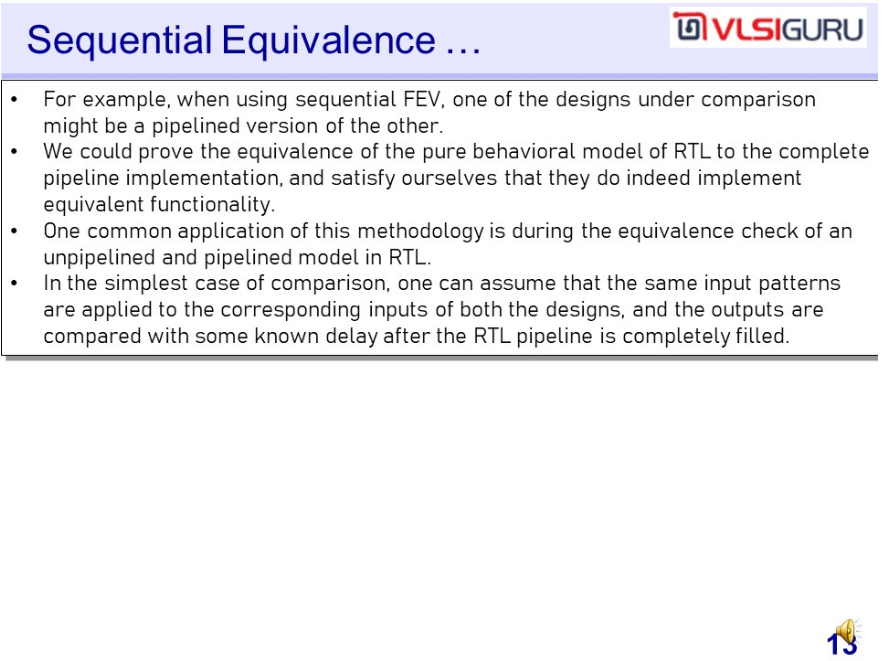 Sequential Equivalence …
VLSIGURU
• For example, when using sequential FEV, one of the designs under comparison
might be a pipelined version of the other.
• We could prove the equivalence of the pure behavioral model of RTL to the complete
pipeline implementation, and satisfy ourselves that they do indeed implement
equivalent functionality.
• One common application of this methodology is during the equivalence check of an
unpipelined and pipelined model in RTL.
• In the simplest case of comparison, one can assume that the same input patterns
are applied to the corresponding inputs of both the designs, and the outputs are
compared with some known delay after the RTL pipeline is completely filled.
13